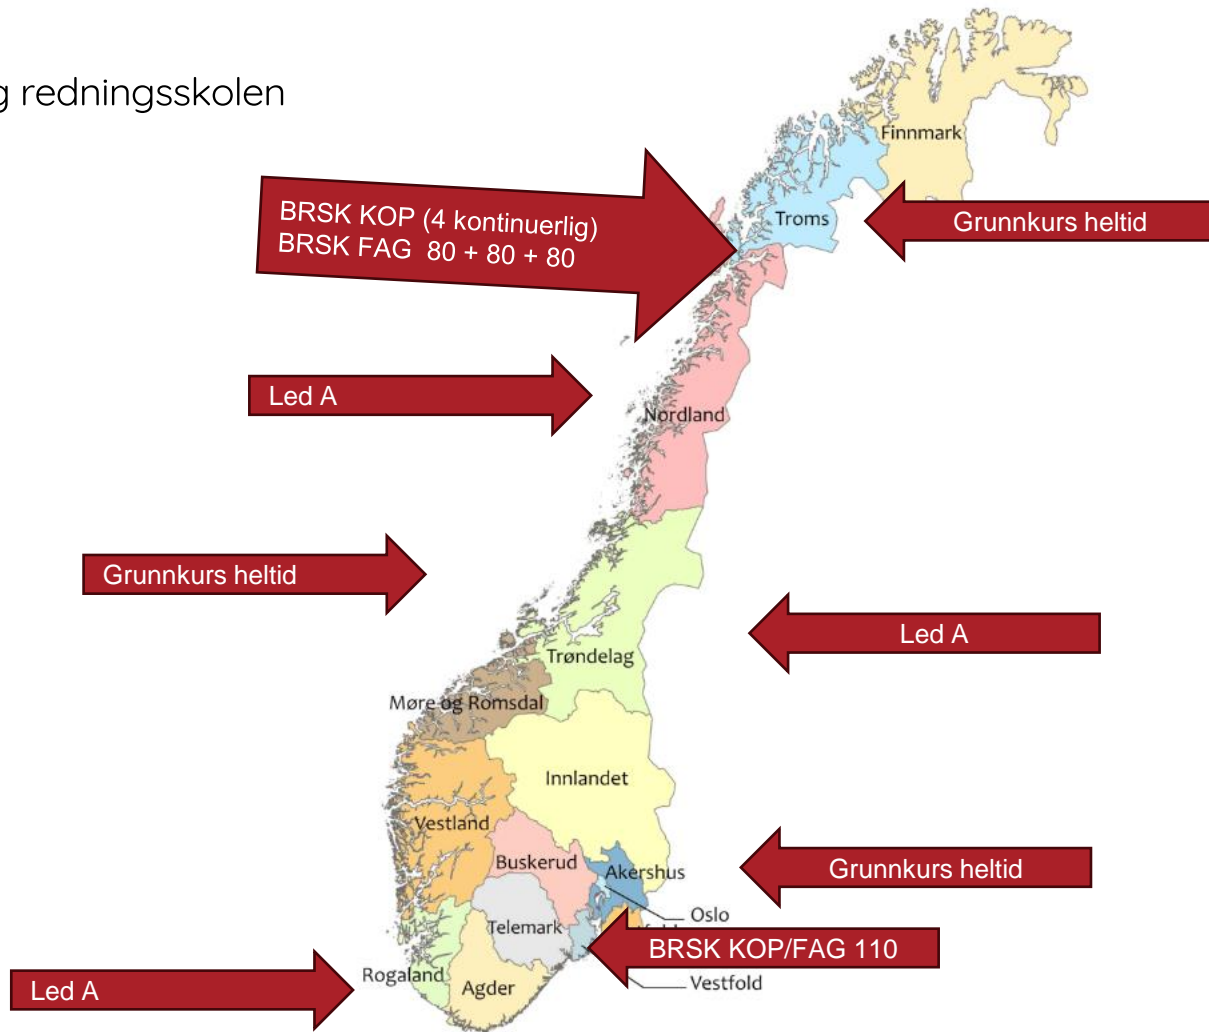 g redningsskolen
Finnmark
BRSK KOP (4 kontinuerlig)
BRSK FAG 80 + 80 + 80
Troms
Grunnkurs heltid
Led A
Nordland
Grunnkurs heltid
Led A
Trøndelag
Møre og Romsdal
Innlandet
Vestland
Buskerud
Akershus
Grunnkurs heltid
Oslo
Telemark
BRSK KOP/FAG 110
Rogaland
Agder
Vestfold
Led A